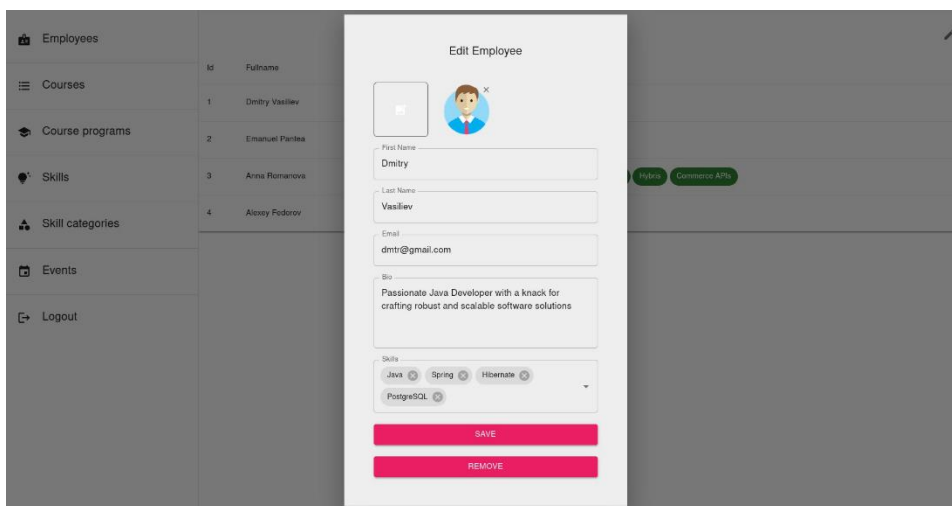 Employees
Courses
Course programs
Skills
Skill categories
Events
Logout
Id Fullname
1 Dmitry Vasiliev
2 Emanuel Pantea
3 Anna Romanova Hybris Commerce APIs
4 Alexey Fedorov
Edit Employee
First Name
Dmitry
Last Name
Vasiliev
Email
dmtr@gmail.com
Bio
Passionate Java Developer with a knack for
crafting robust and scalable software solutions
Skills
Java Spring Hibernate
PostgreSQL
SAVE
REMOVE